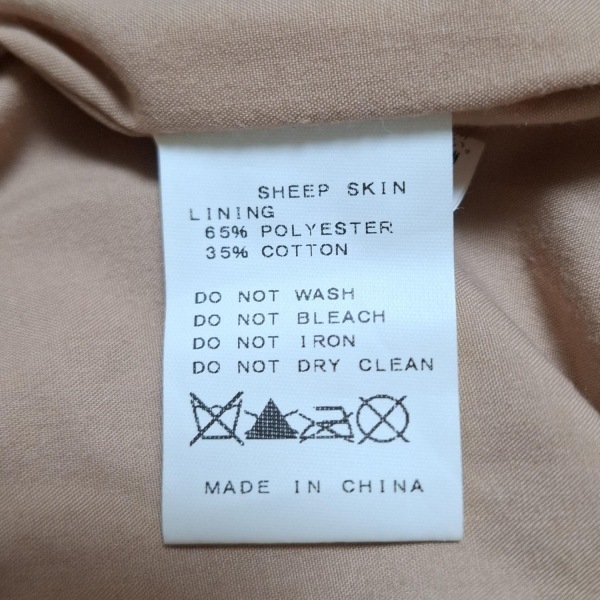 SHEEP SKIN
LINING
65% POLYESTER
35% COTTON
DO NOT WASH
DO NOT BLEACH
DO NOT IRON
DO NOT DRY CLEAN
MADE IN CHINA